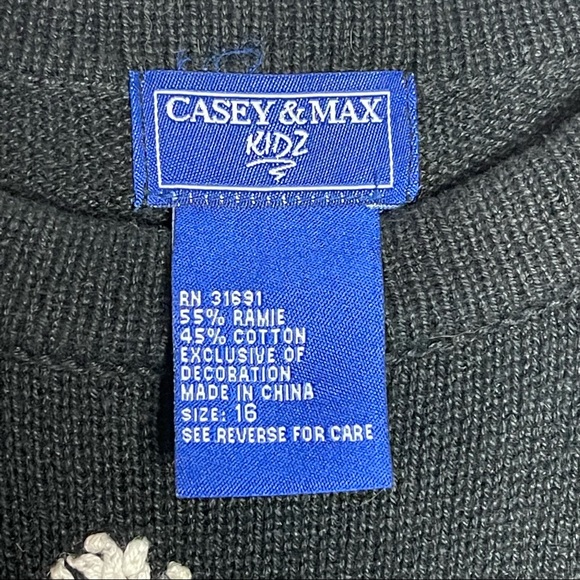 CASEY & MAX
KIDZ
RN 31691
55% RAMIE
45% COTTON
EXCLUSIVE OF
DECORATION
MADE IN CHINA
SIZE: 16
SEE REVERSE FOR CARE